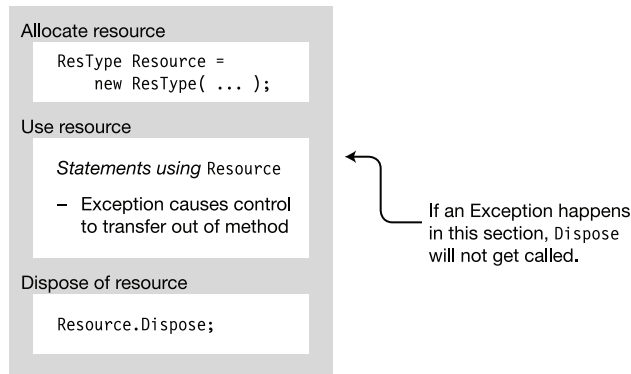 Allocate resource
ResType Resource =
new ResType( ... );
Use resource
Statements using Resource
– Exception causes control
to transfer out of method
If an Exception happens
in this section, Dispose
will not get called.
Dispose of resource
Resource.Dispose;